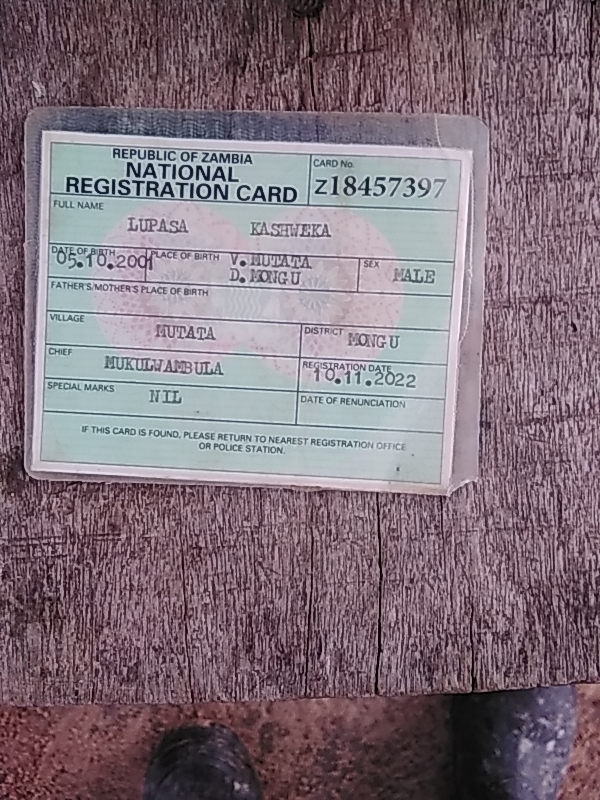 REPUBLIC OF ZAMBIA
NATIONAL
REGISTRATION CARD
CARD No.
Z18457397
FULL NAME
LUPASA KASHWEKA
DATE OF BIRTH
05.10.2001
PLACE OF BIRTH
V. MUTATA
D. MONGU
SEX
MALE
FATHER'S/MOTHER'S PLACE OF BIRTH
VILLAGE
MUTATA
DISTRICT
MONGU
CHIEF
MUKULWAMBULA
REGISTRATION DATE
10.11.2022
SPECIAL MARKS
NIL
DATE OF RENUNCIATION
IF THIS CARD IS FOUND, PLEASE RETURN TO NEAREST REGISTRATION OFFICE
OR POLICE STATION.